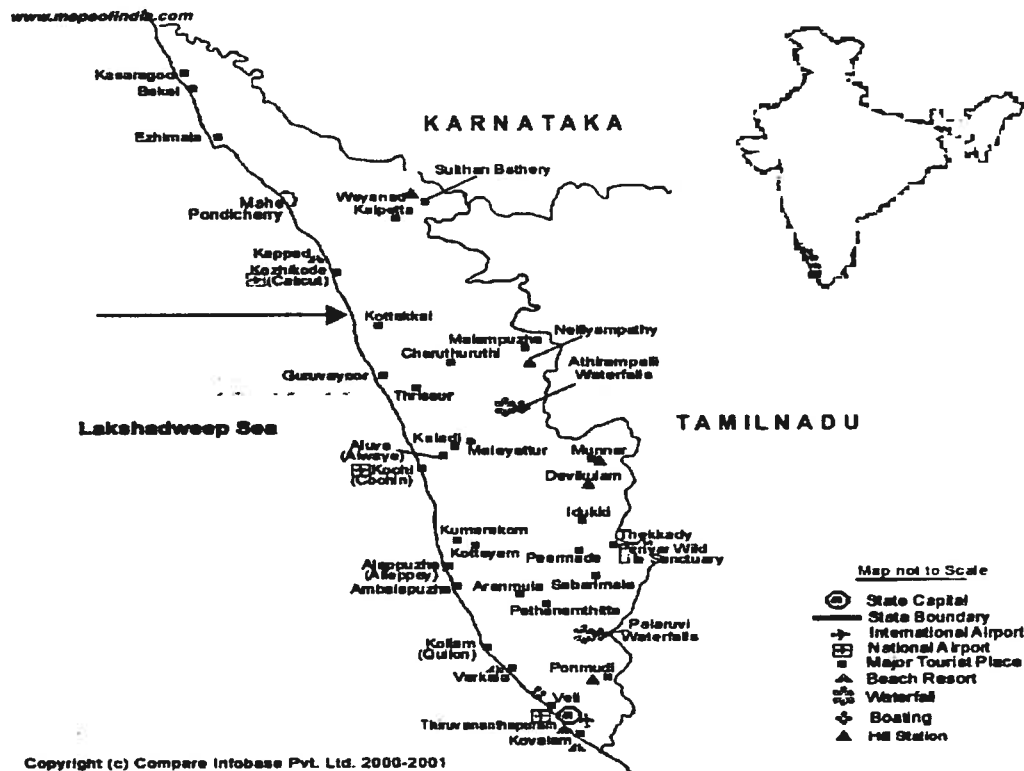 www.mapsofindia.com
Kasaragod
Bekal
Ezhimala
KARNATAKA
Sulthan Bathery
Wayanad
Kalpetta
Mahe
Pondicherry
Kappad
Kozhikode
(Calicut)
Kottakkal
Malampuzha
Nelliyampathy
Cheruthuruthi
Athirampalli
Waterfalls
Guruvayoor
Thrissur
Lakshadweep Sea
TAMILNADU
Kaladi
Aluva
(Alwaye)
Malayattur
Munnar
Kochi
(Cochin)
Devikulam
Idukki
Kumarakom
Kottayam
Thekkady
Peermade
Periyar Wild
Sanctuary
Alappuzha
(Alleppey)
Ambalapuzha
Aranmula
Sabarimala
Pathanamthitta
Palaruvi
Waterfalls
Kollam
(Quilon)
Varkala
Ponmudi
Veli
Thiruvananthapuram
Kovalam
Map not to Scale
State Capital
State Boundary
International Airport
National Airport
Major Tourist Place
Beach Resort
Waterfall
Boating
Hill Station
Copyright (c) Compare Infobase Pvt. Ltd. 2000-2001